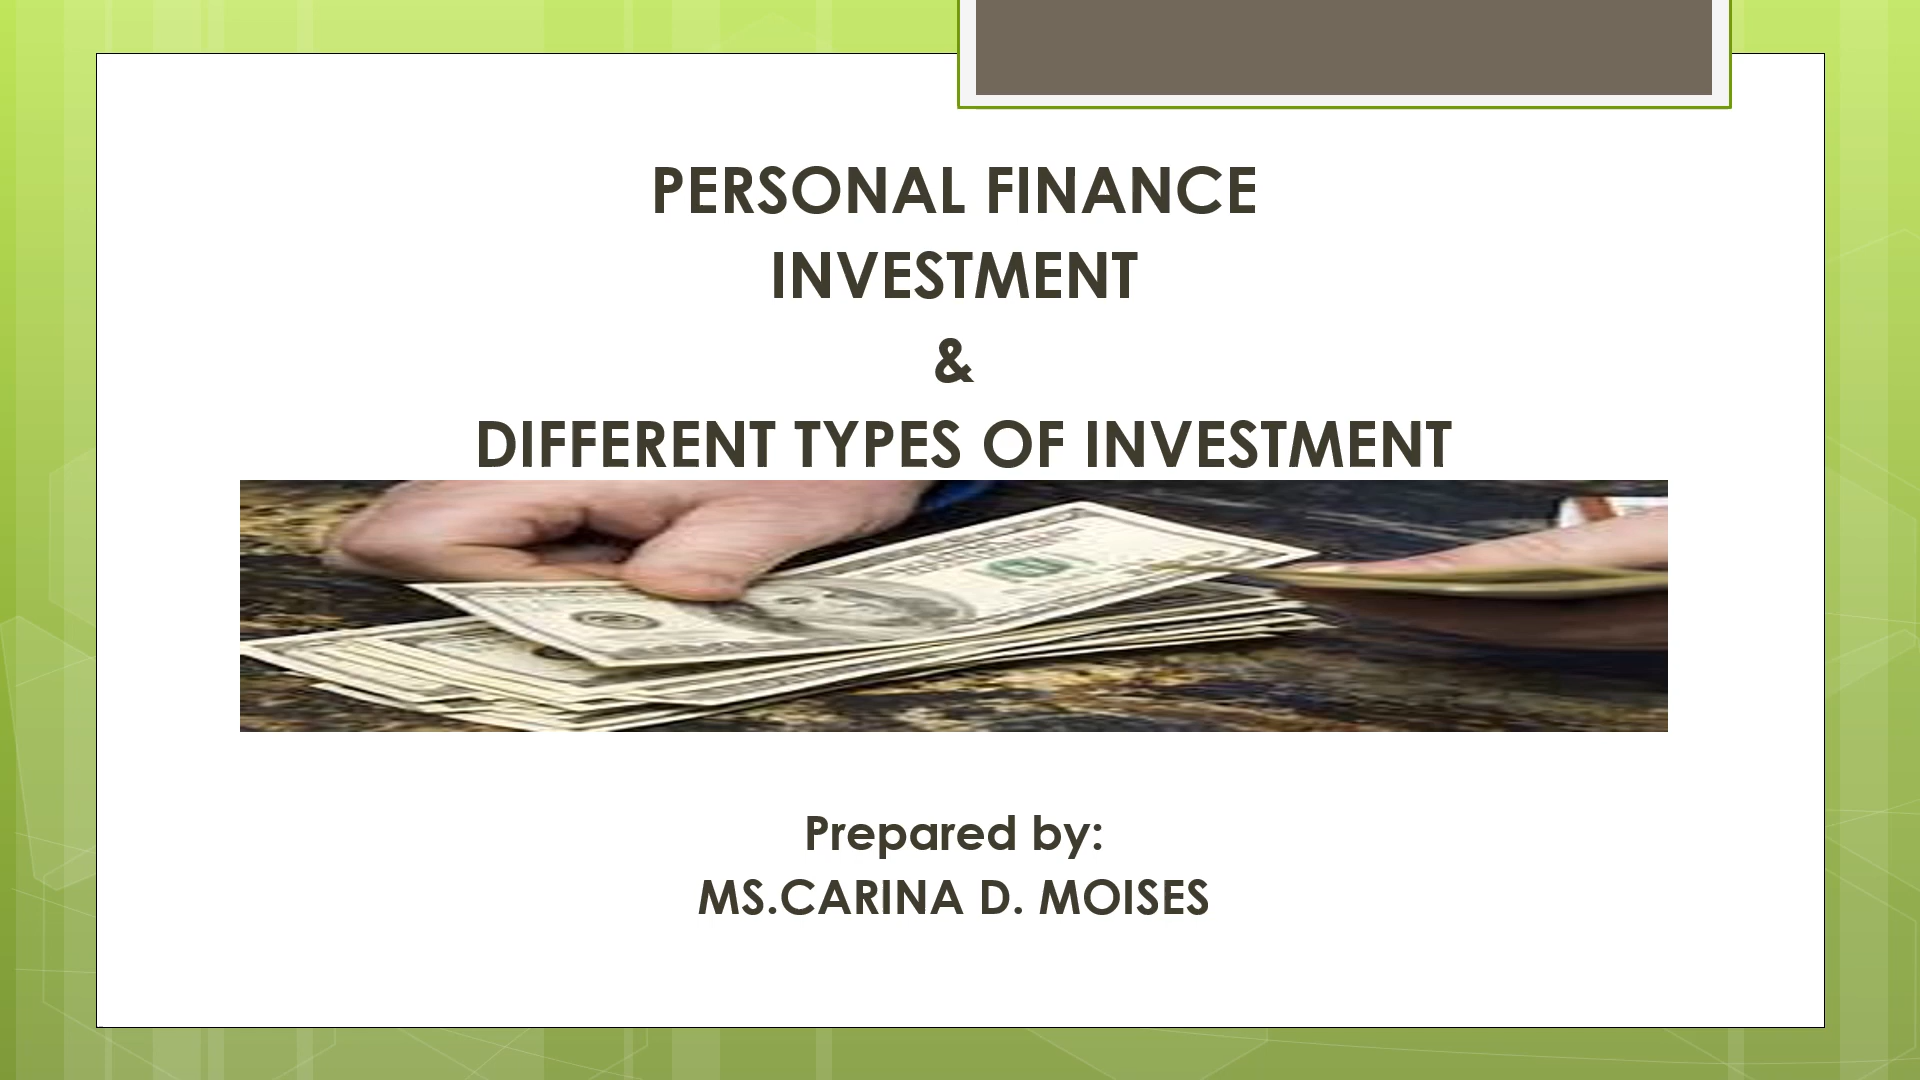 PERSONAL FINANCE
INVESTMENT
&
DIFFERENT TYPES OF INVESTMENT
Prepared by:
MS.CARINA D. MOISES